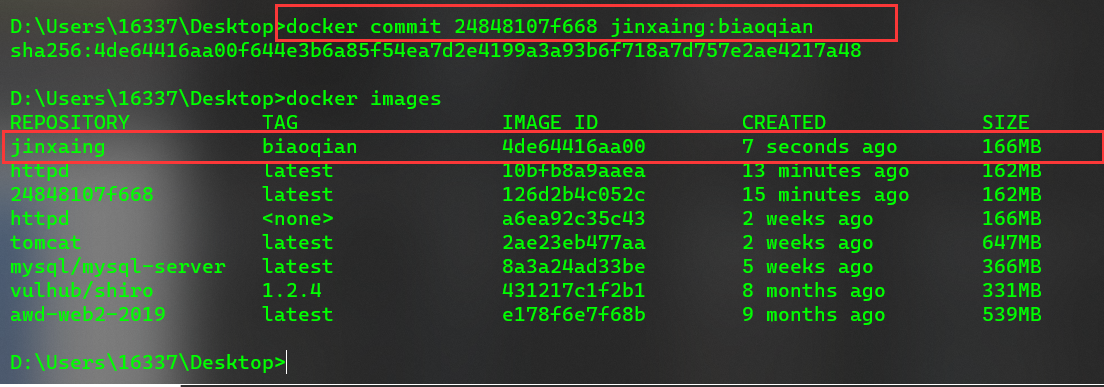 D:\Users\16337\Desktop>docker commit 24848107f668 jinxaing:biaoqian
sha256:4de64416aa00f644e3b6a85f54ea7d2e4199a3a93b6f718a7d757e2ae4217a48
D:\Users\16337\Desktop>docker images
REPOSITORY TAG IMAGE ID CREATED SIZE
jinxaing biaoqian 4de64416aa00 7 seconds ago 166MB
httpd latest 10bfb8a9aaea 13 minutes ago 162MB
24848107f668 latest 126d2b4c052c 15 minutes ago 162MB
httpd <none> a6ea92c35c43 2 weeks ago 166MB
tomcat latest 2ae23eb477aa 2 weeks ago 647MB
mysql/mysql-server latest 8a3a24ad33be 5 weeks ago 366MB
vulhub/shiro 1.2.4 431217c1f2b1 8 months ago 331MB
awd-web2-2019 latest e178f6e7f68b 9 months ago 539MB
D:\Users\16337\Desktop>